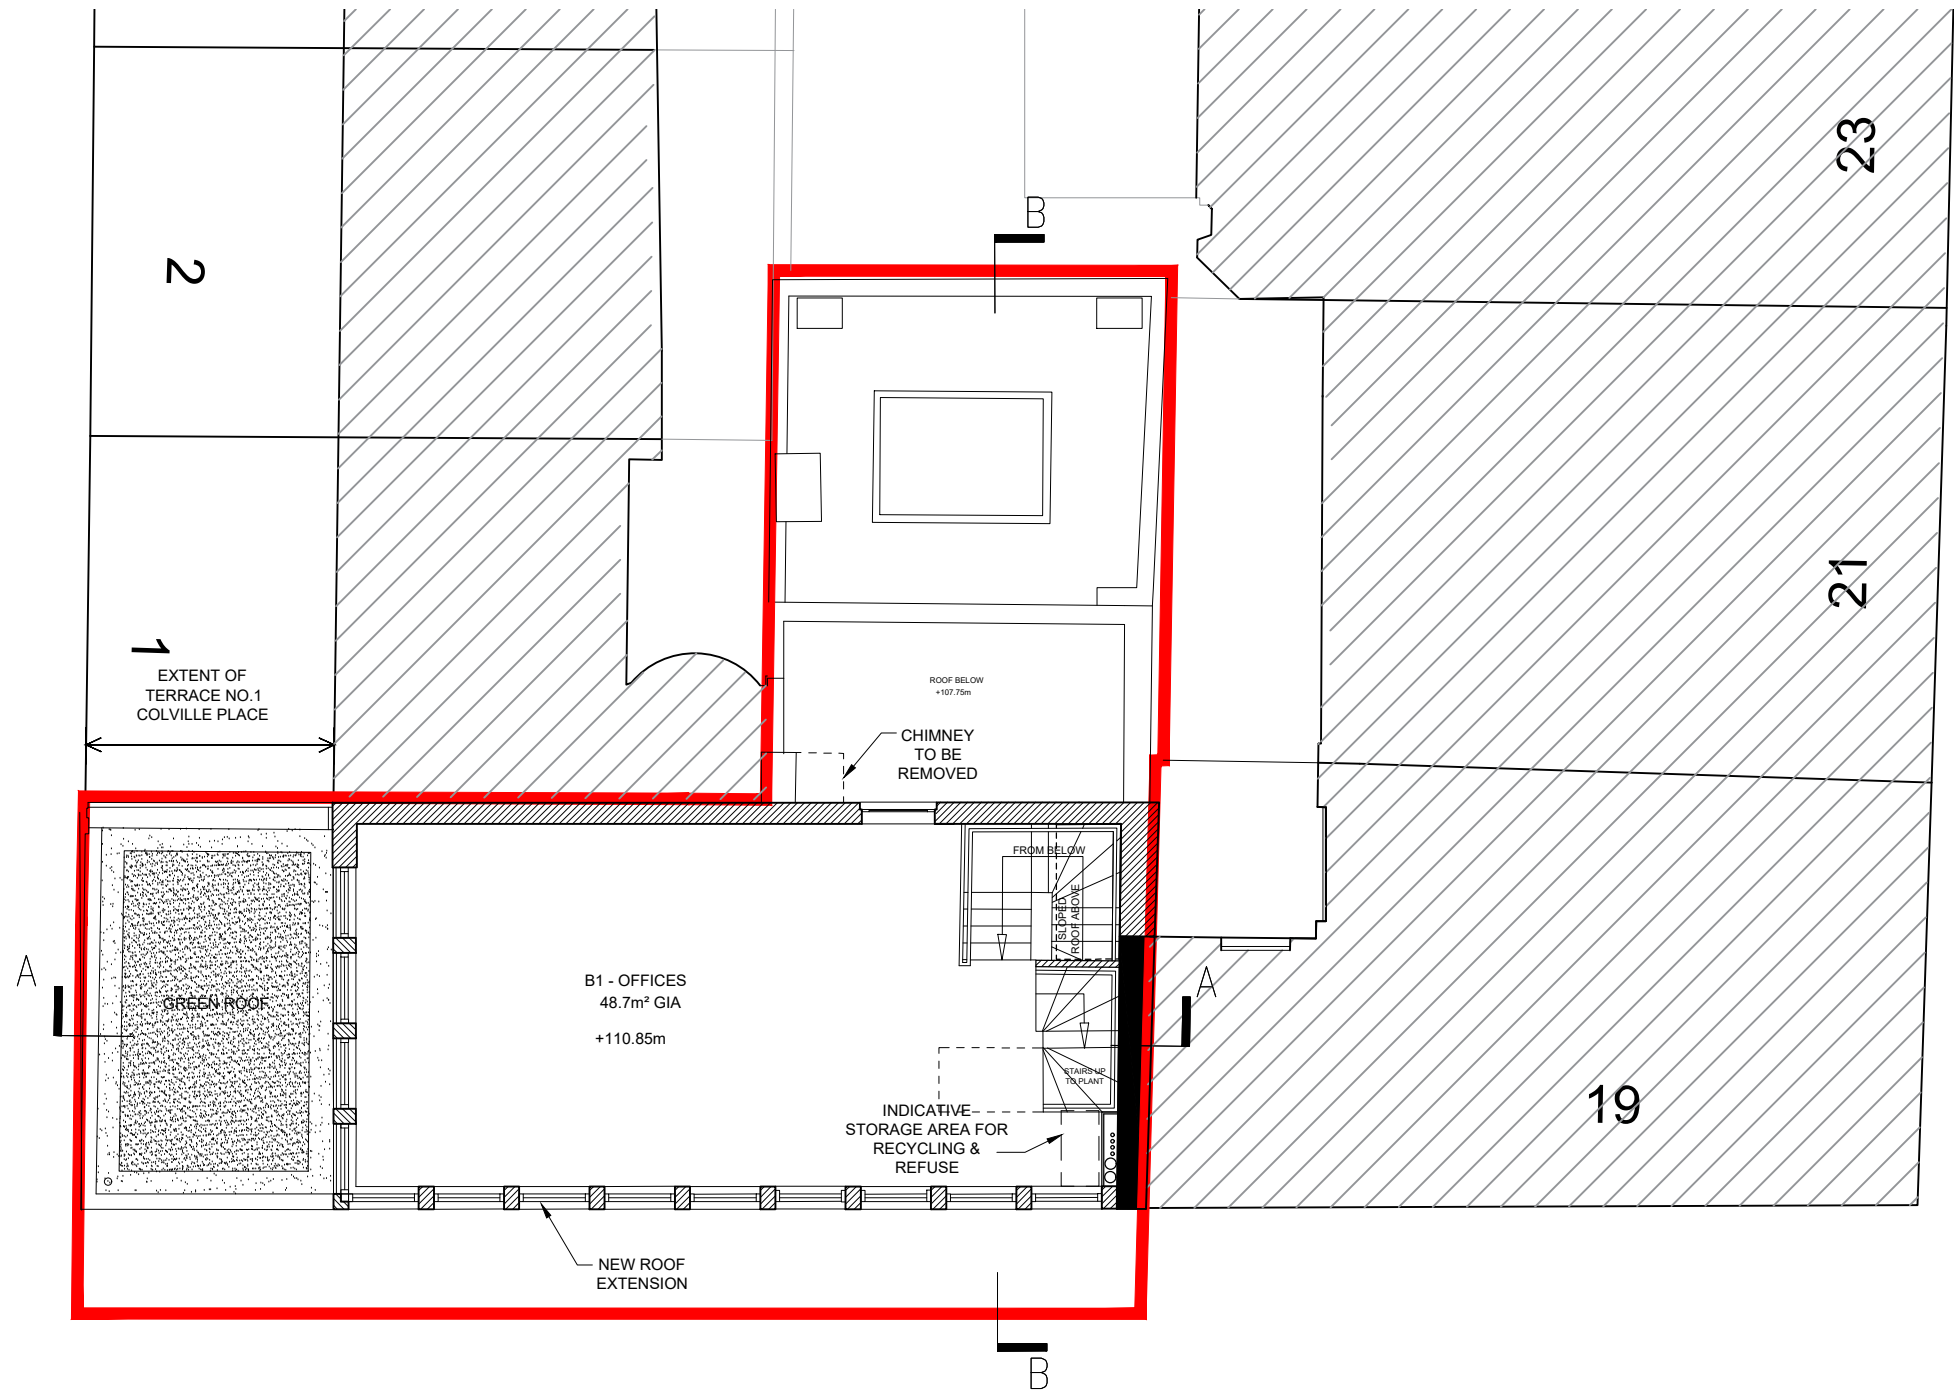 23
B
2
21
1
EXTENT OF
TERRACE NO.1
COLVILLE PLACE
ROOF BELOW
+107.75m
CHIMNEY
TO BE
REMOVED
FROM BELOW
SLOPED
ROOF ABOVE
A
A
B1 - OFFICES
48.7m² GIA
+110.85m
GREEN ROOF
STAIRS UP
TO PLANT
INDICATIVE
STORAGE AREA FOR
RECYCLING &
REFUSE
19
NEW ROOF
EXTENSION
B